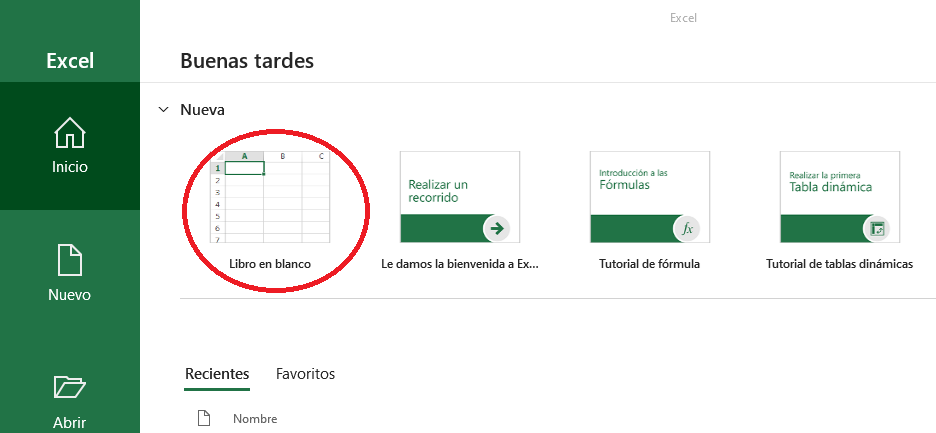 Excel
Excel
Buenas tardes
Inicio
Nuevo
Abrir
Nueva
A B C
1
2
3
4
5
6
7
Libro en blanco
Realizar un
recorrido
Le damos la bienvenida a Ex...
Introducción a las
Fórmulas
fx
Tutorial de fórmula
Realizar la primera
Tabla dinámica
Tutorial de tablas dinámicas
Recientes Favoritos
Nombre